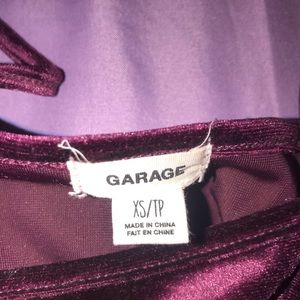 GARAGE
XS/TP
MADE IN CHINA
FAIT EN CHINE